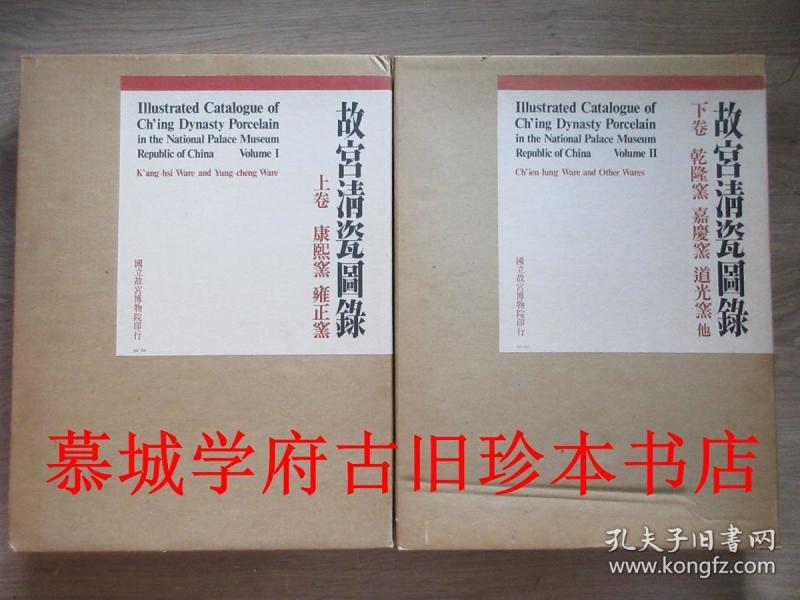 Illustrated Catalogue of
Ch'ing Dynasty Porcelain
in the National Palace Museum
Republic of China Volume I
K'ang-hsi Ware and Yung-chêng Ware
故宮清瓷圖錄
上卷 康熙窯 雍正窯
國立故宮博物院印行
Illustrated Catalogue of
Ch'ing Dynasty Porcelain
in the National Palace Museum
Republic of China Volume II
Ch'ien-lung Ware and Other Wares
故宮清瓷圖錄
下卷 乾隆窯 嘉慶窯 道光窯 他
國立故宮博物院印行
慕城学府古旧珍本书店
孔夫子旧书网
www.kongfz.com